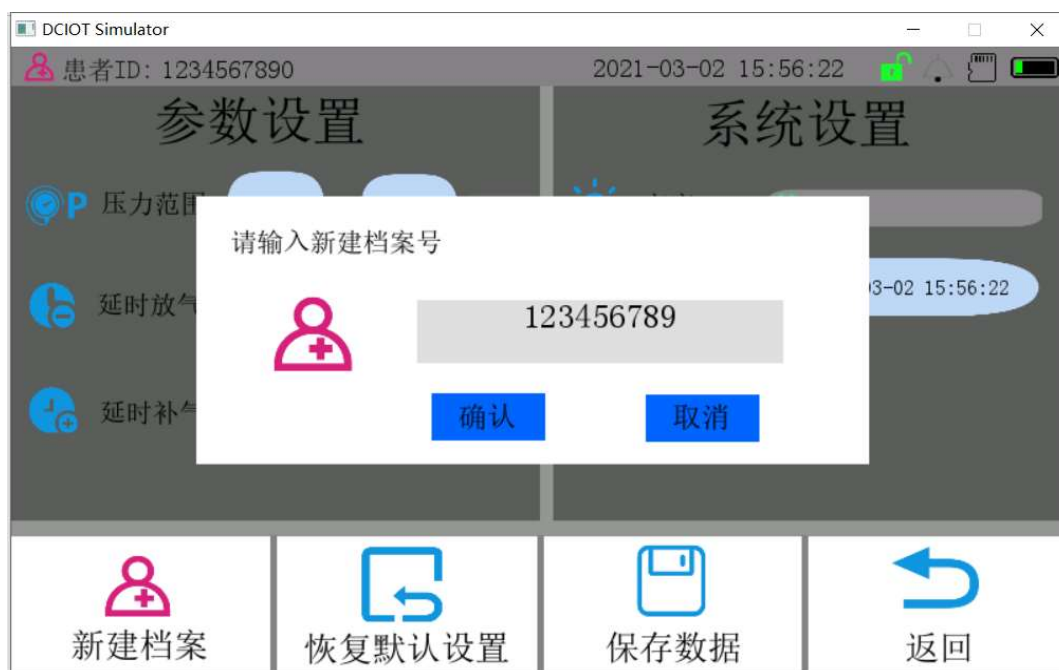 DCIOT Simulator
患者ID: 1234567890
2021-03-02 15:56:22
参数设置
系统设置
P 压力范围
延时放气
03-02 15:56:22
延时补气
请输入新建档案号
123456789
确认
取消
新建档案
恢复默认设置
保存数据
返回